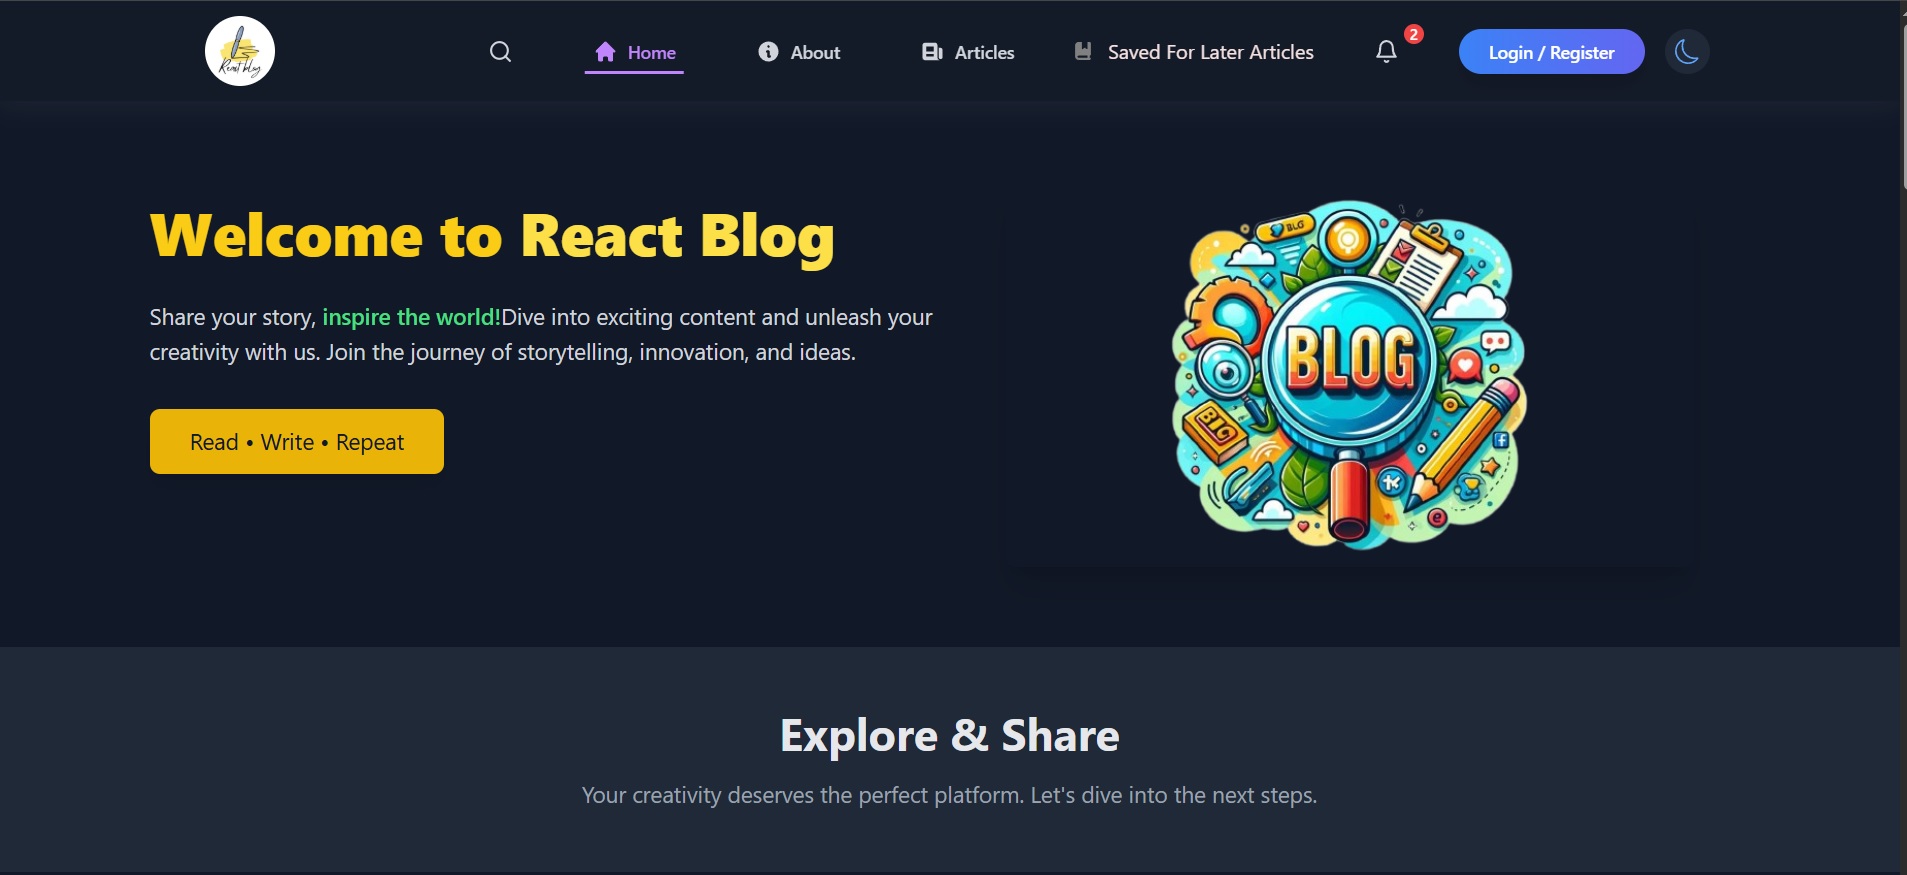 React blog
Home
About
Articles
Saved For Later Articles
2
Login / Register
Welcome to React Blog
Share your story, inspire the world!Dive into exciting content and unleash your
creativity with us. Join the journey of storytelling, innovation, and ideas.
Read • Write • Repeat
BLG
BLOG
BIG
Explore & Share
Your creativity deserves the perfect platform. Let's dive into the next steps.